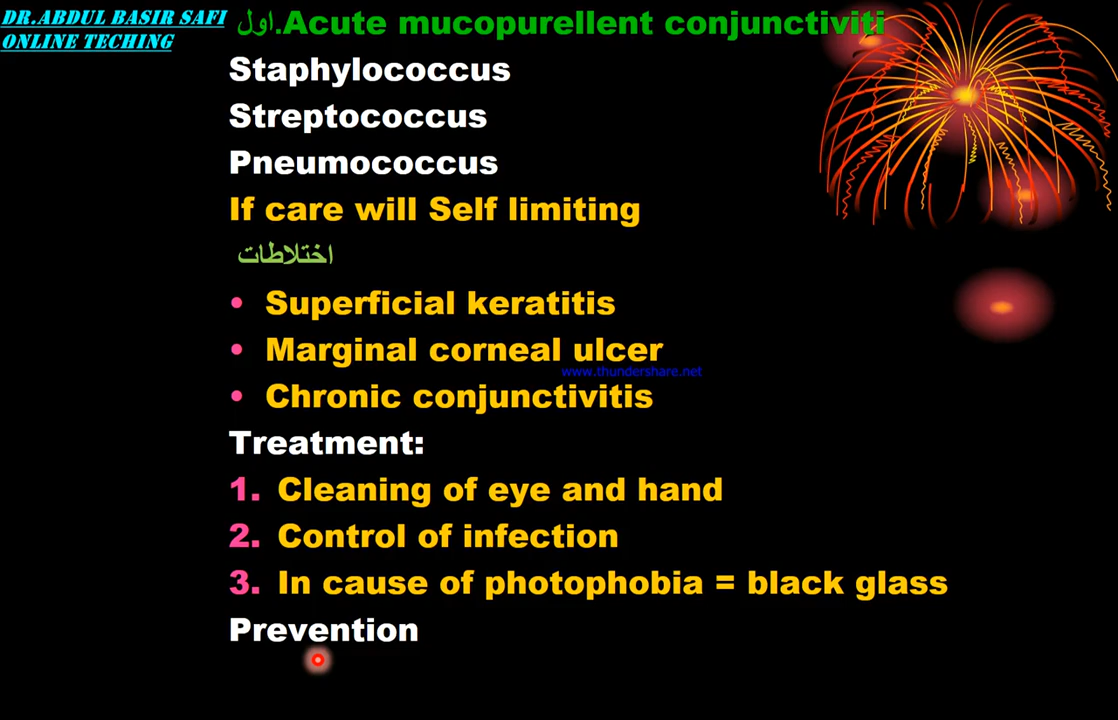 DR.ABDUL BASIR SAFI
ONLINE TECHING
اول.Acute mucopurellent conjunctiviti
Staphylococcus
Streptococcus
Pneumococcus
If care will Self limiting
اختلاطات
• Superficial keratitis
• Marginal corneal ulcer
www.thundershare.net
• Chronic conjunctivitis
Treatment:
1. Cleaning of eye and hand
2. Control of infection
3. In cause of photophobia = black glass
Prevention